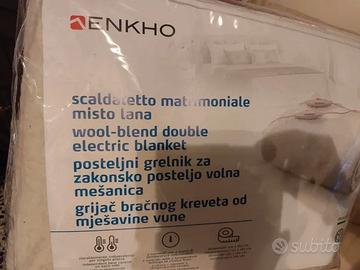 ENKHO
scaldaletto matrimoniale
misto lana
wool-blend double
electric blanket
posteljni grelnik za
zakonsko posteljo volna
mešanica
grijač bračnog kreveta od
mješavine vune
subito